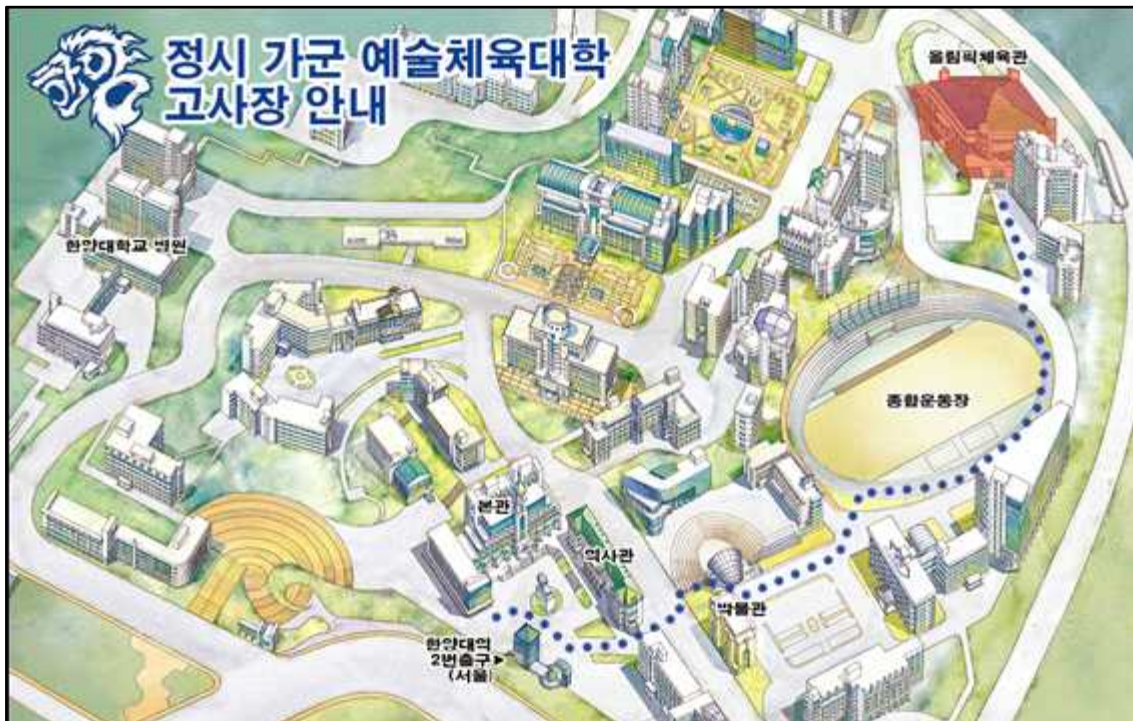 정시 가군 예술체육대학
고사장 안내
올림픽체육관
한양대학교 병원
종합운동장
본관
역사관
박물관
한양대역
2번출구▶
(서울)